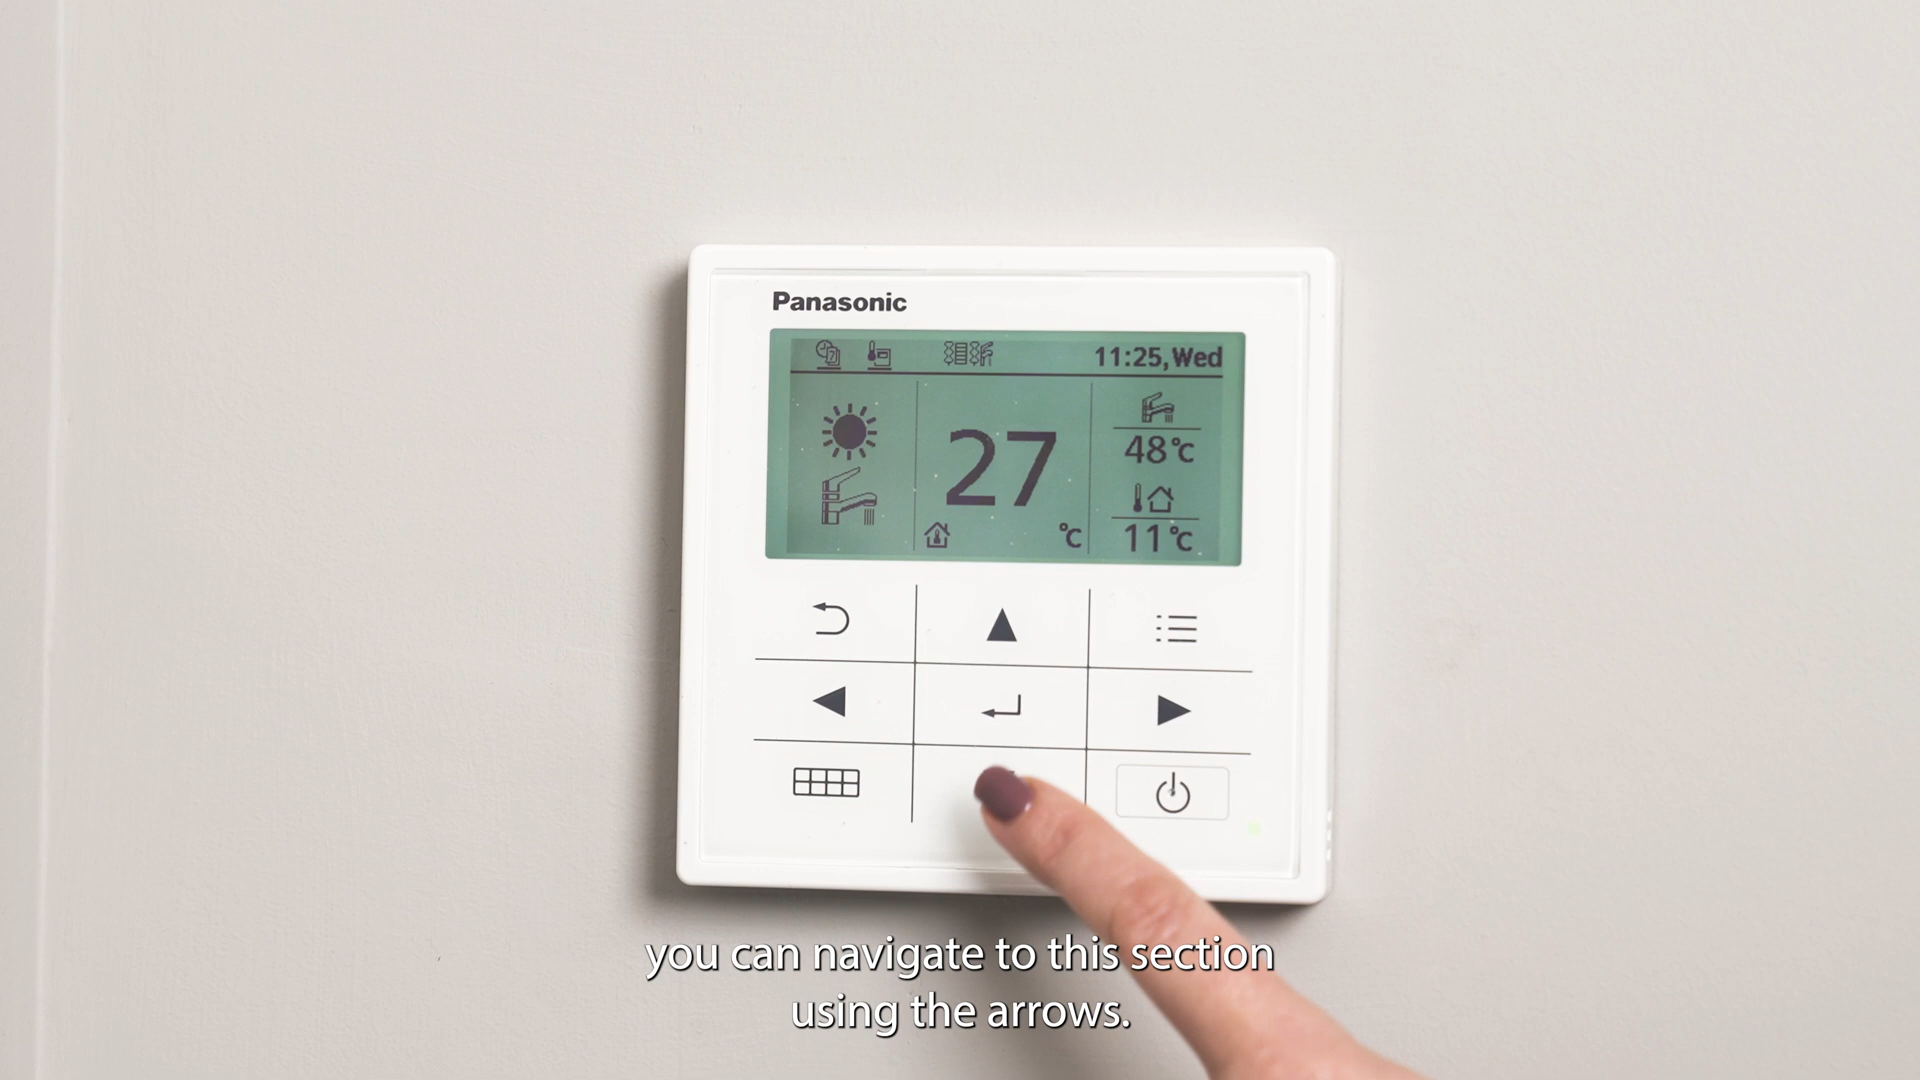 Panasonic
11:25,Wed
27
°C
48°C
11°C
you can navigate to this section
using the arrows.